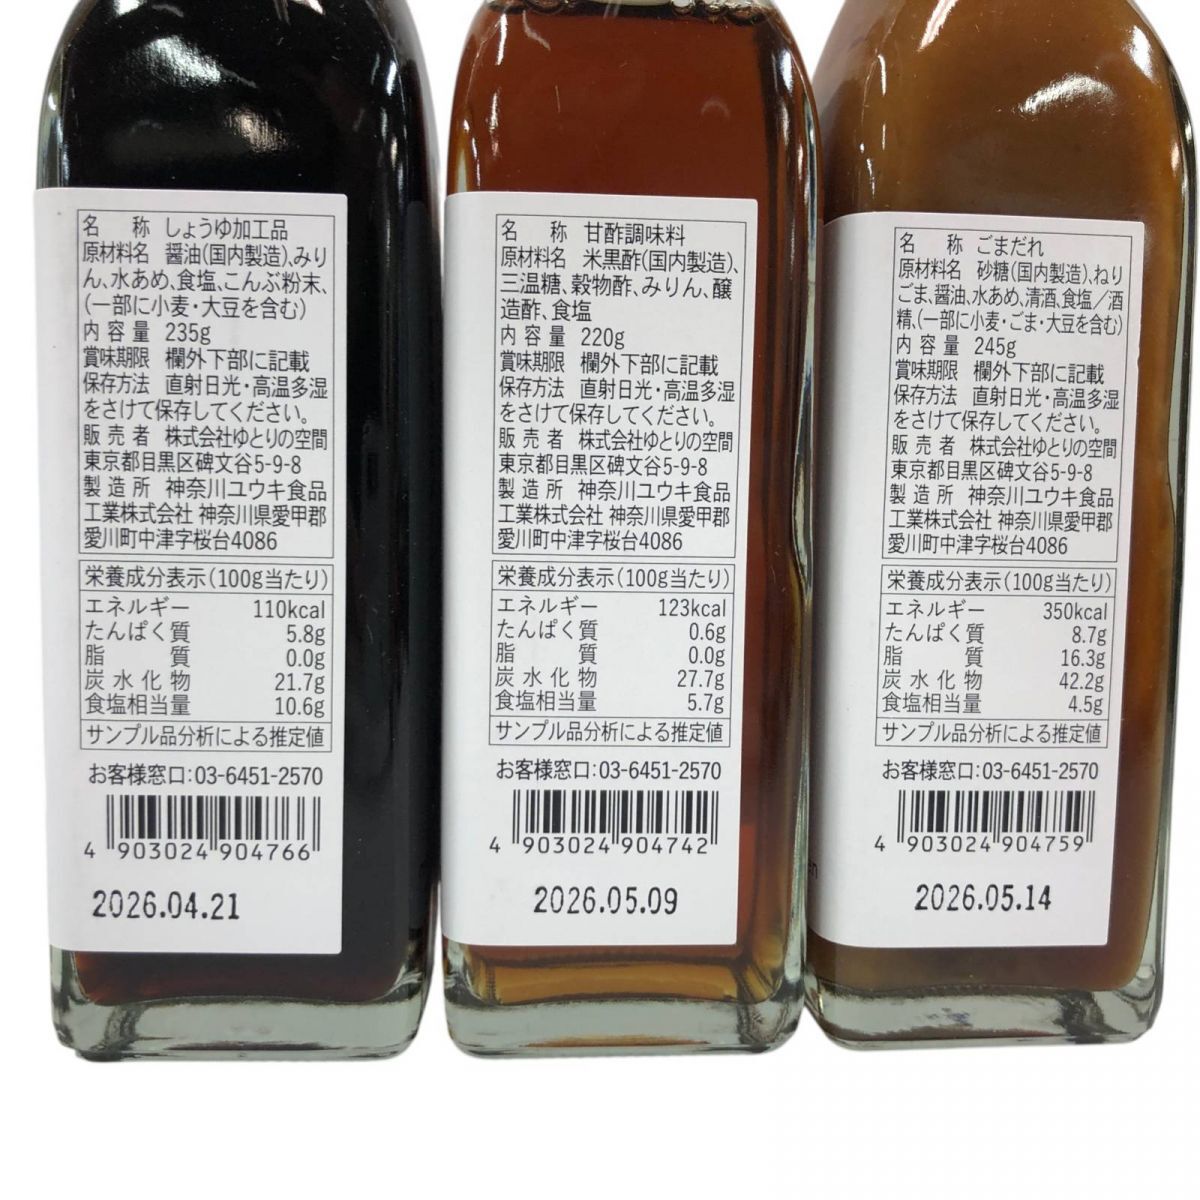 名称 しょうゆ加工品
原材料名 醤油(国内製造)、みり
ん、水あめ、食塩、こんぶ粉末、
(一部に小麦・大豆を含む)
内容量 235g
賞味期限 欄外下部に記載
保存方法 直射日光・高温多湿
をさけて保存してください。
販売者 株式会社ゆとりの空間
東京都目黒区碑文谷5-9-8
製造所 神奈川ユウキ食品
工業株式会社 神奈川県愛甲郡
愛川町中津字桜台4086
栄養成分表示(100g当たり)
エネルギー 110kcal
たんぱく質 5.8g
脂質 0.0g
炭水化物 21.7g
食塩相当量 10.6g
サンプル品分析による推定値
お客様窓口:03-6451-2570
4 903024 904766
2026.04.21
名称 甘酢調味料
原材料名 米黒酢(国内製造)、
三温糖、穀物酢、みりん、醸
造酢、食塩
内容量 220g
賞味期限 欄外下部に記載
保存方法 直射日光・高温多湿
をさけて保存してください。
販売者 株式会社ゆとりの空間
東京都目黒区碑文谷5-9-8
製造所 神奈川ユウキ食品
工業株式会社 神奈川県愛甲郡
愛川町中津字桜台4086
栄養成分表示(100g当たり)
エネルギー 123kcal
たんぱく質 0.6g
脂質 0.0g
炭水化物 27.7g
食塩相当量 5.7g
サンプル品分析による推定値
お客様窓口:03-6451-2570
4 903024 904742
2026.05.09
名称 ごまだれ
原材料名 砂糖(国内製造)、ねり
ごま、醤油、水あめ、清酒、食塩/酒
精、(一部に小麦・ごま・大豆を含む)
内容量 245g
賞味期限 欄外下部に記載
保存方法 直射日光・高温多湿
をさけて保存してください。
販売者 株式会社ゆとりの空間
東京都目黒区碑文谷5-9-8
製造所 神奈川ユウキ食品
工業株式会社 神奈川県愛甲郡
愛川町中津字桜台4086
栄養成分表示(100g当たり)
エネルギー 350kcal
たんぱく質 8.7g
脂質 16.3g
炭水化物 42.2g
食塩相当量 4.5g
サンプル品分析による推定値
お客様窓口:03-6451-2570
4 903024 904759
2026.05.14